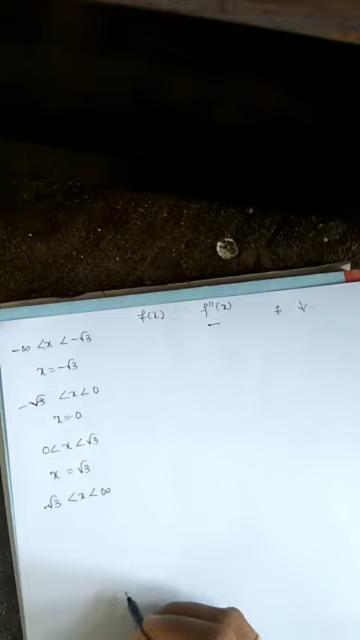 f(x) f''(x) f ↓
-∞ < x < -√3
x = -√3
-√3 < x < 0
x = 0
0 < x < √3
x = √3
√3 < x < ∞